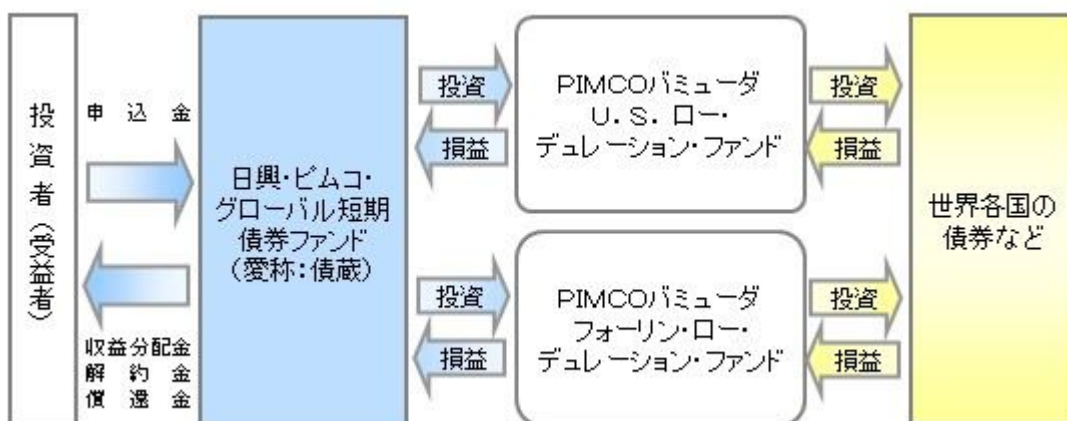 投資者（受益者）
申込金
収益分配金
解約金
償還金
日興・ピムコ・
グローバル短期
債券ファンド
（愛称：債蔵）
投資
損益
投資
損益
PIMCOバミューダ
U．S．ロー・
デュレーション・ファンド
PIMCOバミューダ
フォーリン・ロー・
デュレーション・ファンド
投資
損益
投資
損益
世界各国の
債券など